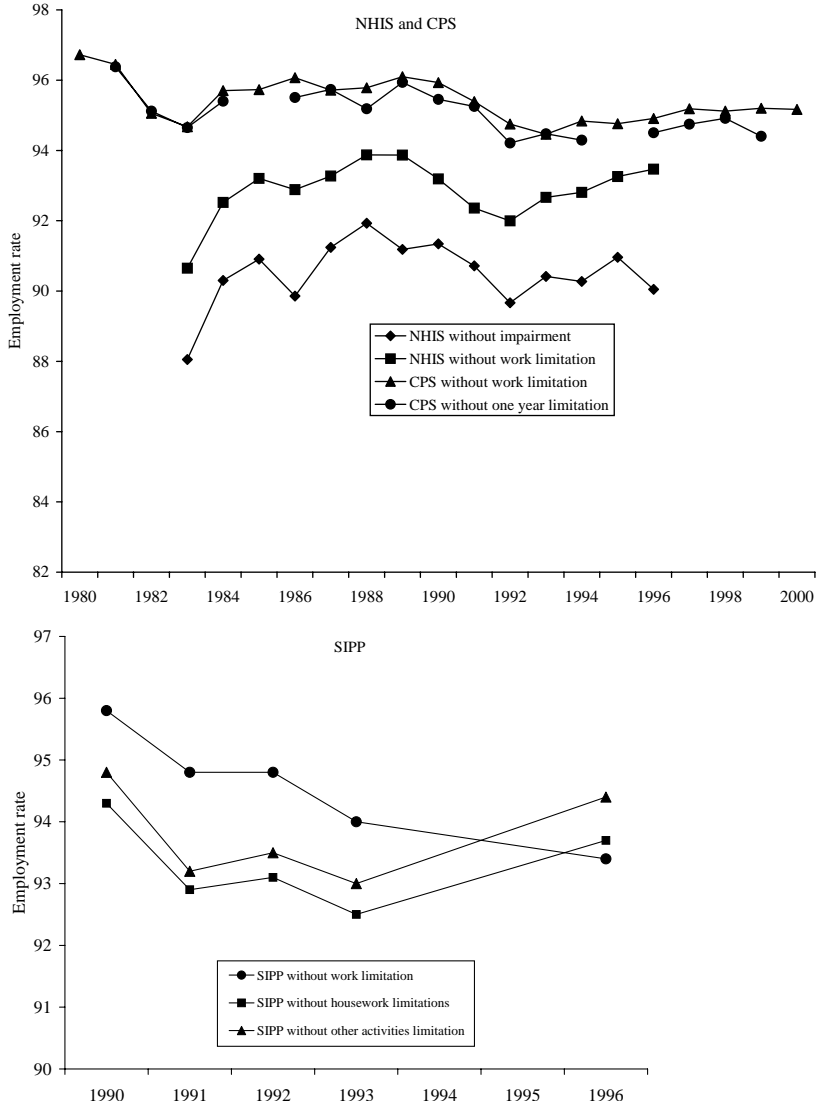 NHIS and CPS
98
96
94
92
90
88
86
84
82
Employment rate
NHIS without impairment
NHIS without work limitation
CPS without work limitation
CPS without one year limitation
1980 1982 1984 1986 1988 1990 1992 1994 1996 1998 2000
SIPP
97
96
95
94
93
92
91
90
Employment rate
SIPP without work limitation
SIPP without housework limitations
SIPP without other activities limitation
1990 1991 1992 1993 1994 1995 1996